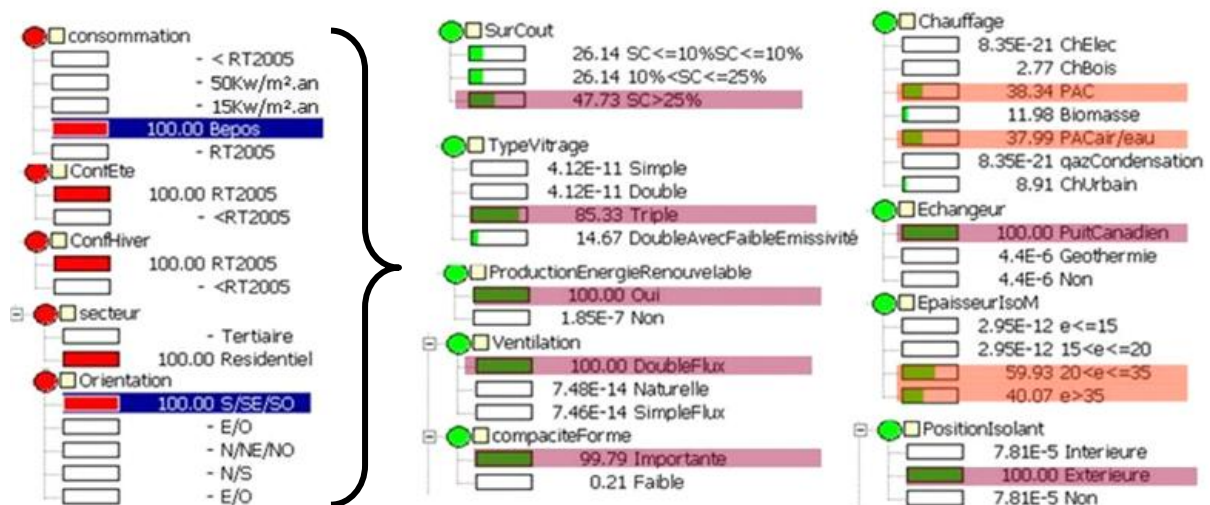 consommation
- < RT2005
- 50Kw/m².an
- 15Kw/m².an
100.00 Bepos
- RT2005
ConfEte
100.00 RT2005
- <RT2005
ConfHiver
100.00 RT2005
- <RT2005
secteur
- Tertiaire
100.00 Residentiel
Orientation
100.00 S/SE/SO
- E/O
- N/NE/NO
- N/S
- E/O
SurCout
26.14 SC<=10%SC<=10%
26.14 10%<SC<=25%
47.73 SC>25%
TypeVitrage
4.12E-11 Simple
4.12E-11 Double
85.33 Triple
14.67 DoubleAvecFaibleEmissivité
ProductionEnergieRenouvelable
100.00 Oui
1.85E-7 Non
Ventilation
100.00 DoubleFlux
7.48E-14 Naturelle
7.46E-14 SimpleFlux
compaciteForme
99.79 Importante
0.21 Faible
Chauffage
8.35E-21 ChElec
2.77 ChBois
38.34 PAC
11.98 Biomasse
37.99 PACair/eau
8.35E-21 qazCondensation
8.91 ChUrbain
Echangeur
100.00 PuitCanadien
4.4E-6 Geothermie
4.4E-6 Non
EpaisseurIsoM
2.95E-12 e<=15
2.95E-12 15<e<=20
59.93 20<e<=35
40.07 e>35
PositionIsolant
7.81E-5 Interieure
100.00 Exterieure
7.81E-5 Non